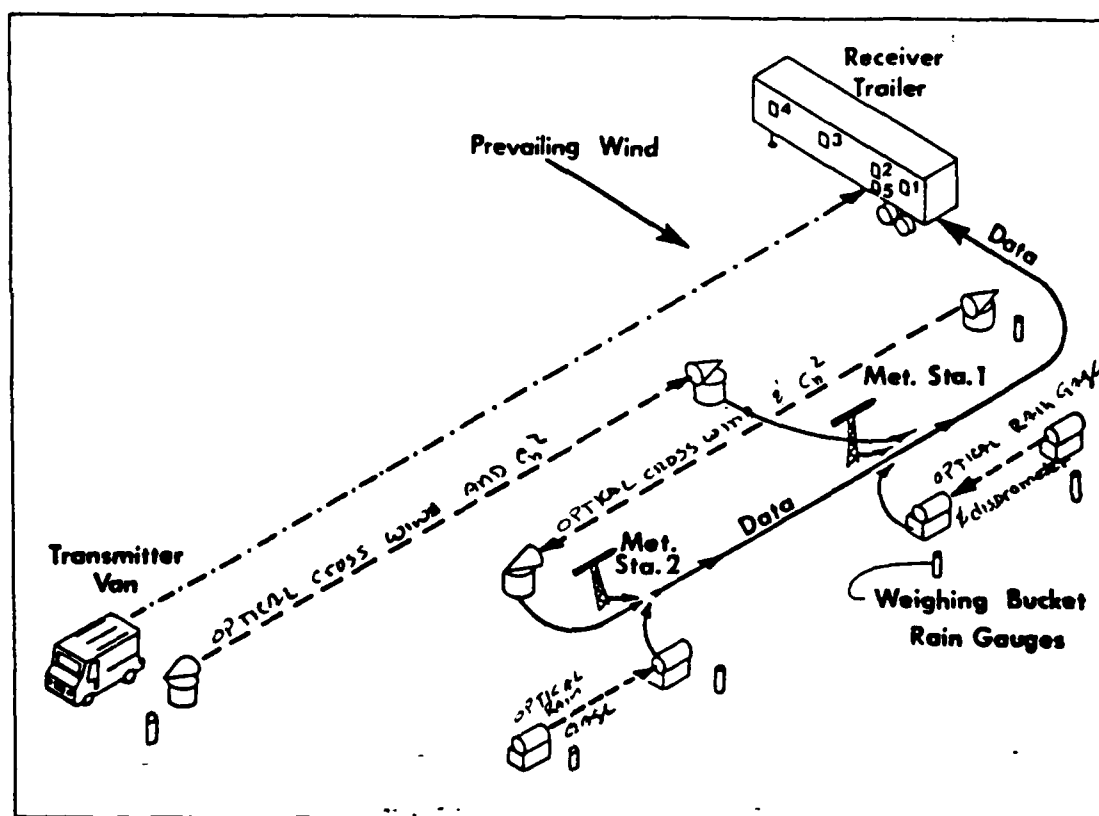 Receiver
Trailer
4
3
2
5
1
Prevailing Wind
Data
Met. Sta.1
OPTICAL CROSS WIND & Cn²
OPTICAL RAIN GAGE
& disdrometer
OPTICAL CROSS WIND AND Cn²
Data
Met.
Sta.2
Transmitter
Van
Weighing Bucket
Rain Gauges
OPTICAL
RAIN
GAGE